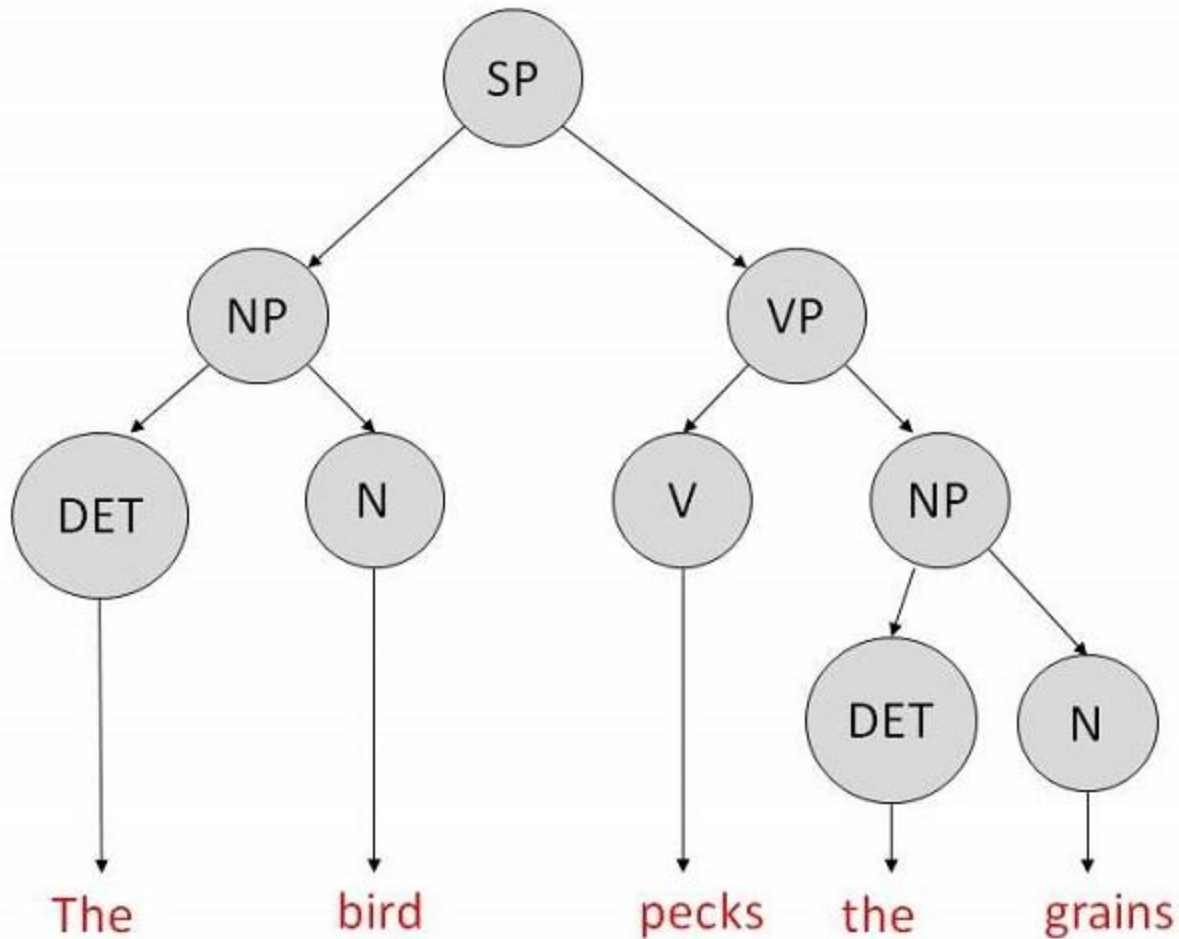 SP
NP VP
DET N V NP
DET N
The bird pecks the grains